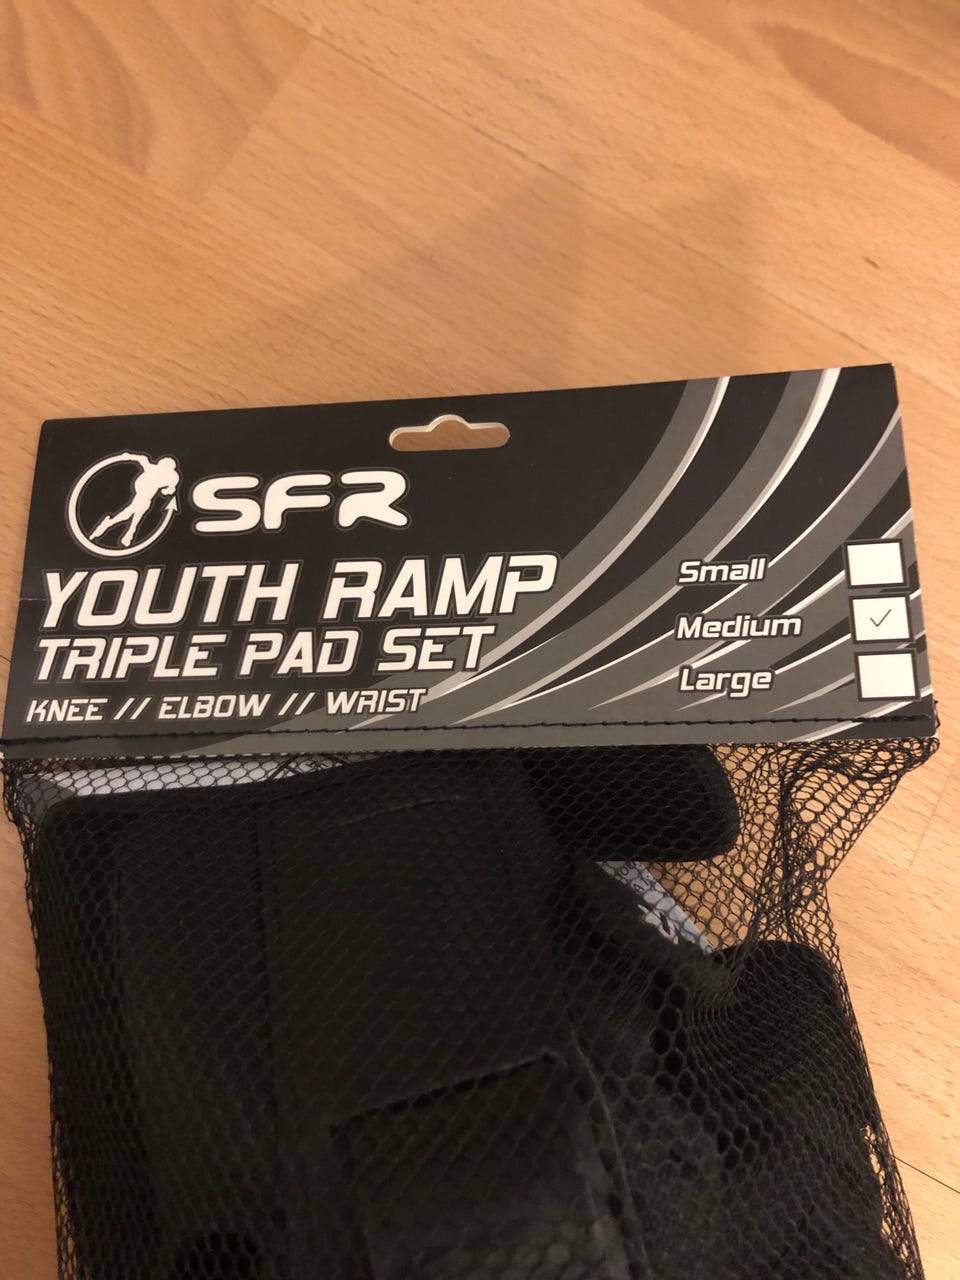 SFR
YOUTH RAMP
TRIPLE PAD SET
KNEE // ELBOW // WRIST
Small
Medium ✓
Large